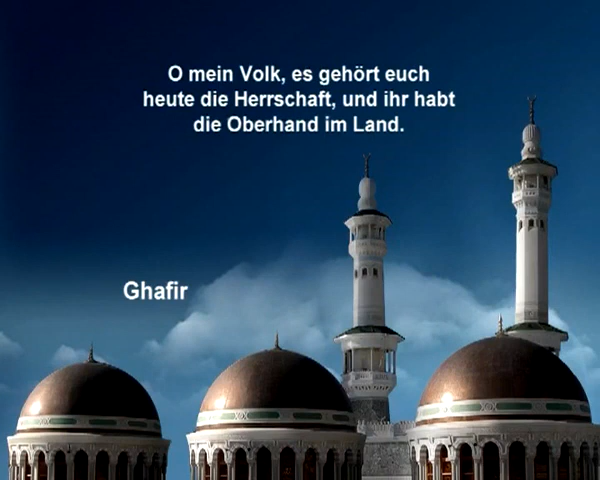 O mein Volk, es gehört euch
heute die Herrschaft, und ihr habt
die Oberhand im Land.
Ghafir